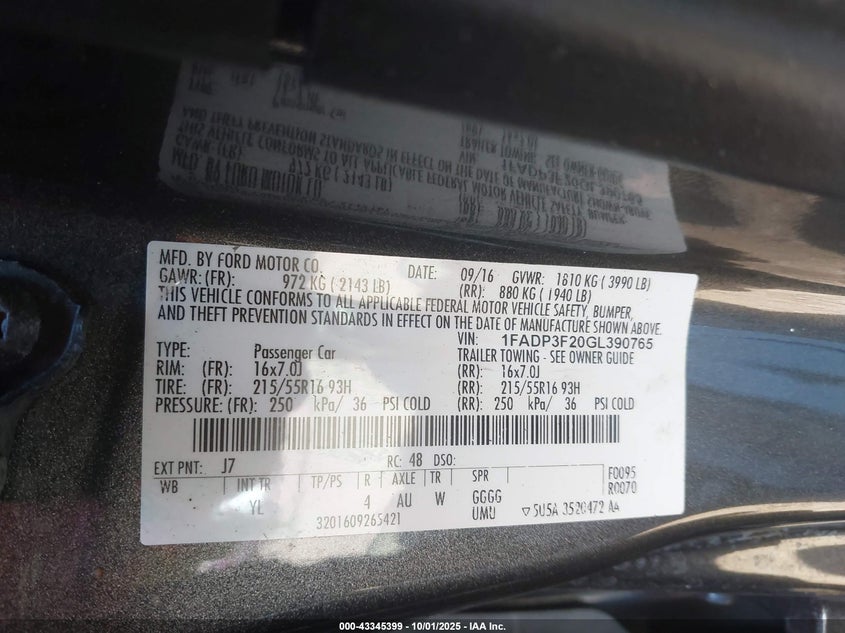 MFD. BY FORD MOTOR CO.
DATE: 09/16 GVWR: 1810 KG (3990 LB)
GAWR: (FR): 972 KG (2143 LB) (RR): 880 KG (1940 LB)
THIS VEHICLE CONFORMS TO ALL APPLICABLE FEDERAL MOTOR VEHICLE SAFETY, BUMPER,
AND THEFT PREVENTION STANDARDS IN EFFECT ON THE DATE OF MANUFACTURE SHOWN ABOVE.
VIN: 1FADP3F20GL390765
TYPE: Passenger Car TRAILER TOWING - SEE OWNER GUIDE
RIM: (FR): 16x7.0J (RR): 16x7.0J
TIRE: (FR): 215/55R16 93H (RR): 215/55R16 93H
PRESSURE: (FR): 250 kPa/ 36 PSI COLD (RR): 250 kPa/ 36 PSI COLD
EXT PNT: J7 RC: 48 DSO: F0095
WB INT TR TP/PS R AXLE TR SPR R0070
YL 4 AU W GGGG
3201609265421 UMU 5U5A 3520472 AA
000-43345399 - 10/01/2025 - IAA Inc.